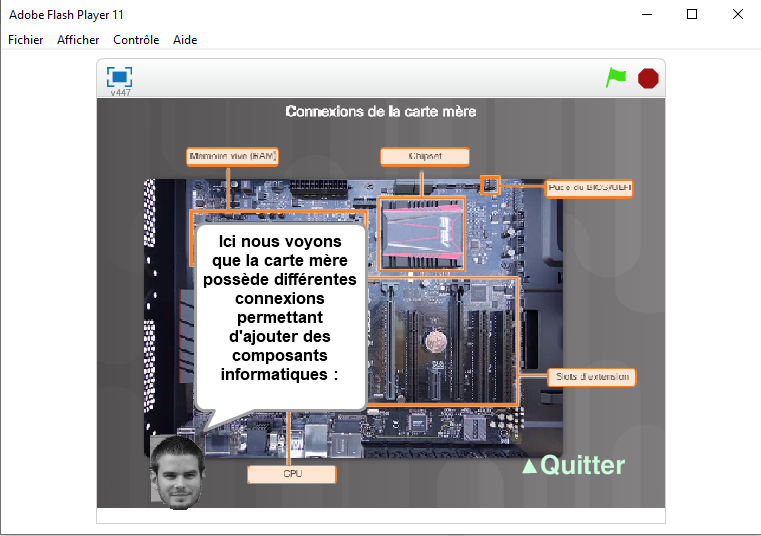 Adobe Flash Player 11
Fichier Afficher Contrôle Aide
v447
Connexions de la carte mère
Mémoire vive (RAM)
Chipset
Puce du BIOS/UEFI
Ici nous voyons
que la carte mère
possède différentes
connexions
permettant
d'ajouter des
composants
informatiques :
Slots d'extension
▲Quitter
CPU